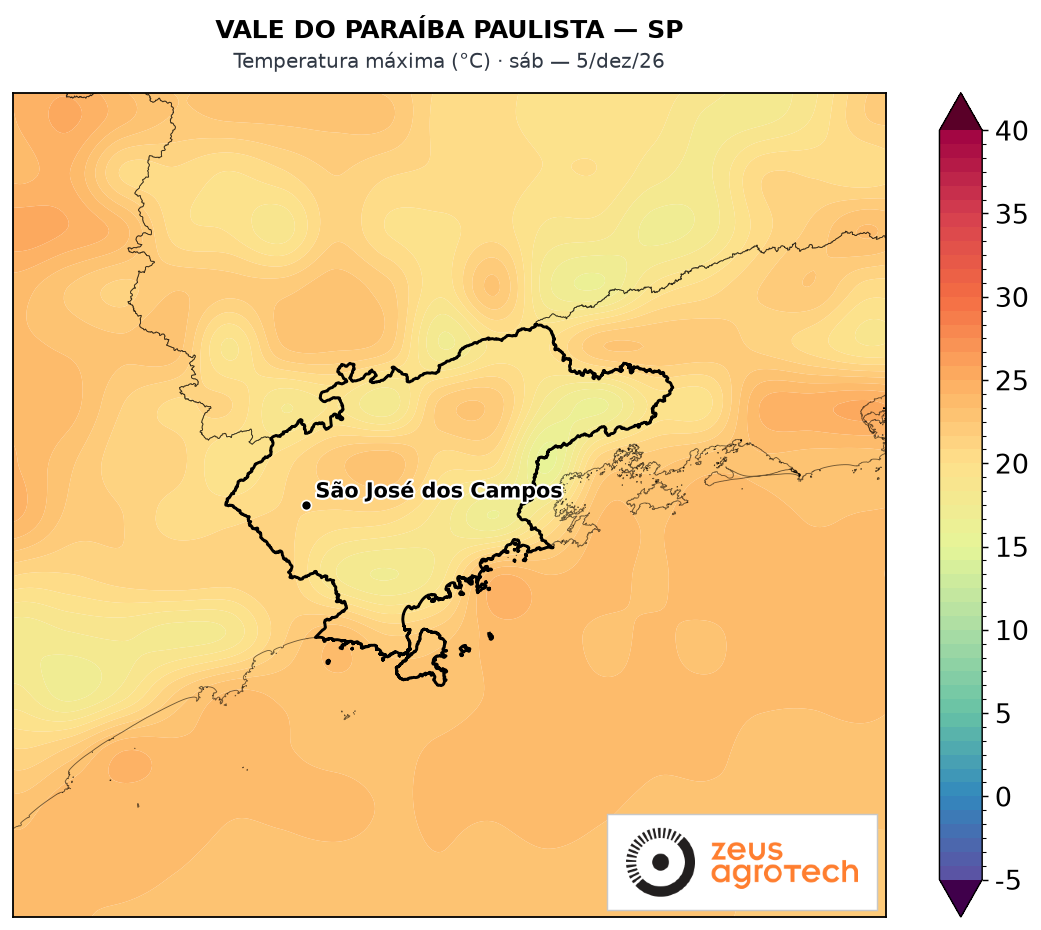 VALE DO PARAÍBA PAULISTA — SP
Temperatura máxima (°C) · sáb — 5/dez/26
40
35
30
25
20
15
10
5
0
-5
São José dos Campos
zeus
agrotech